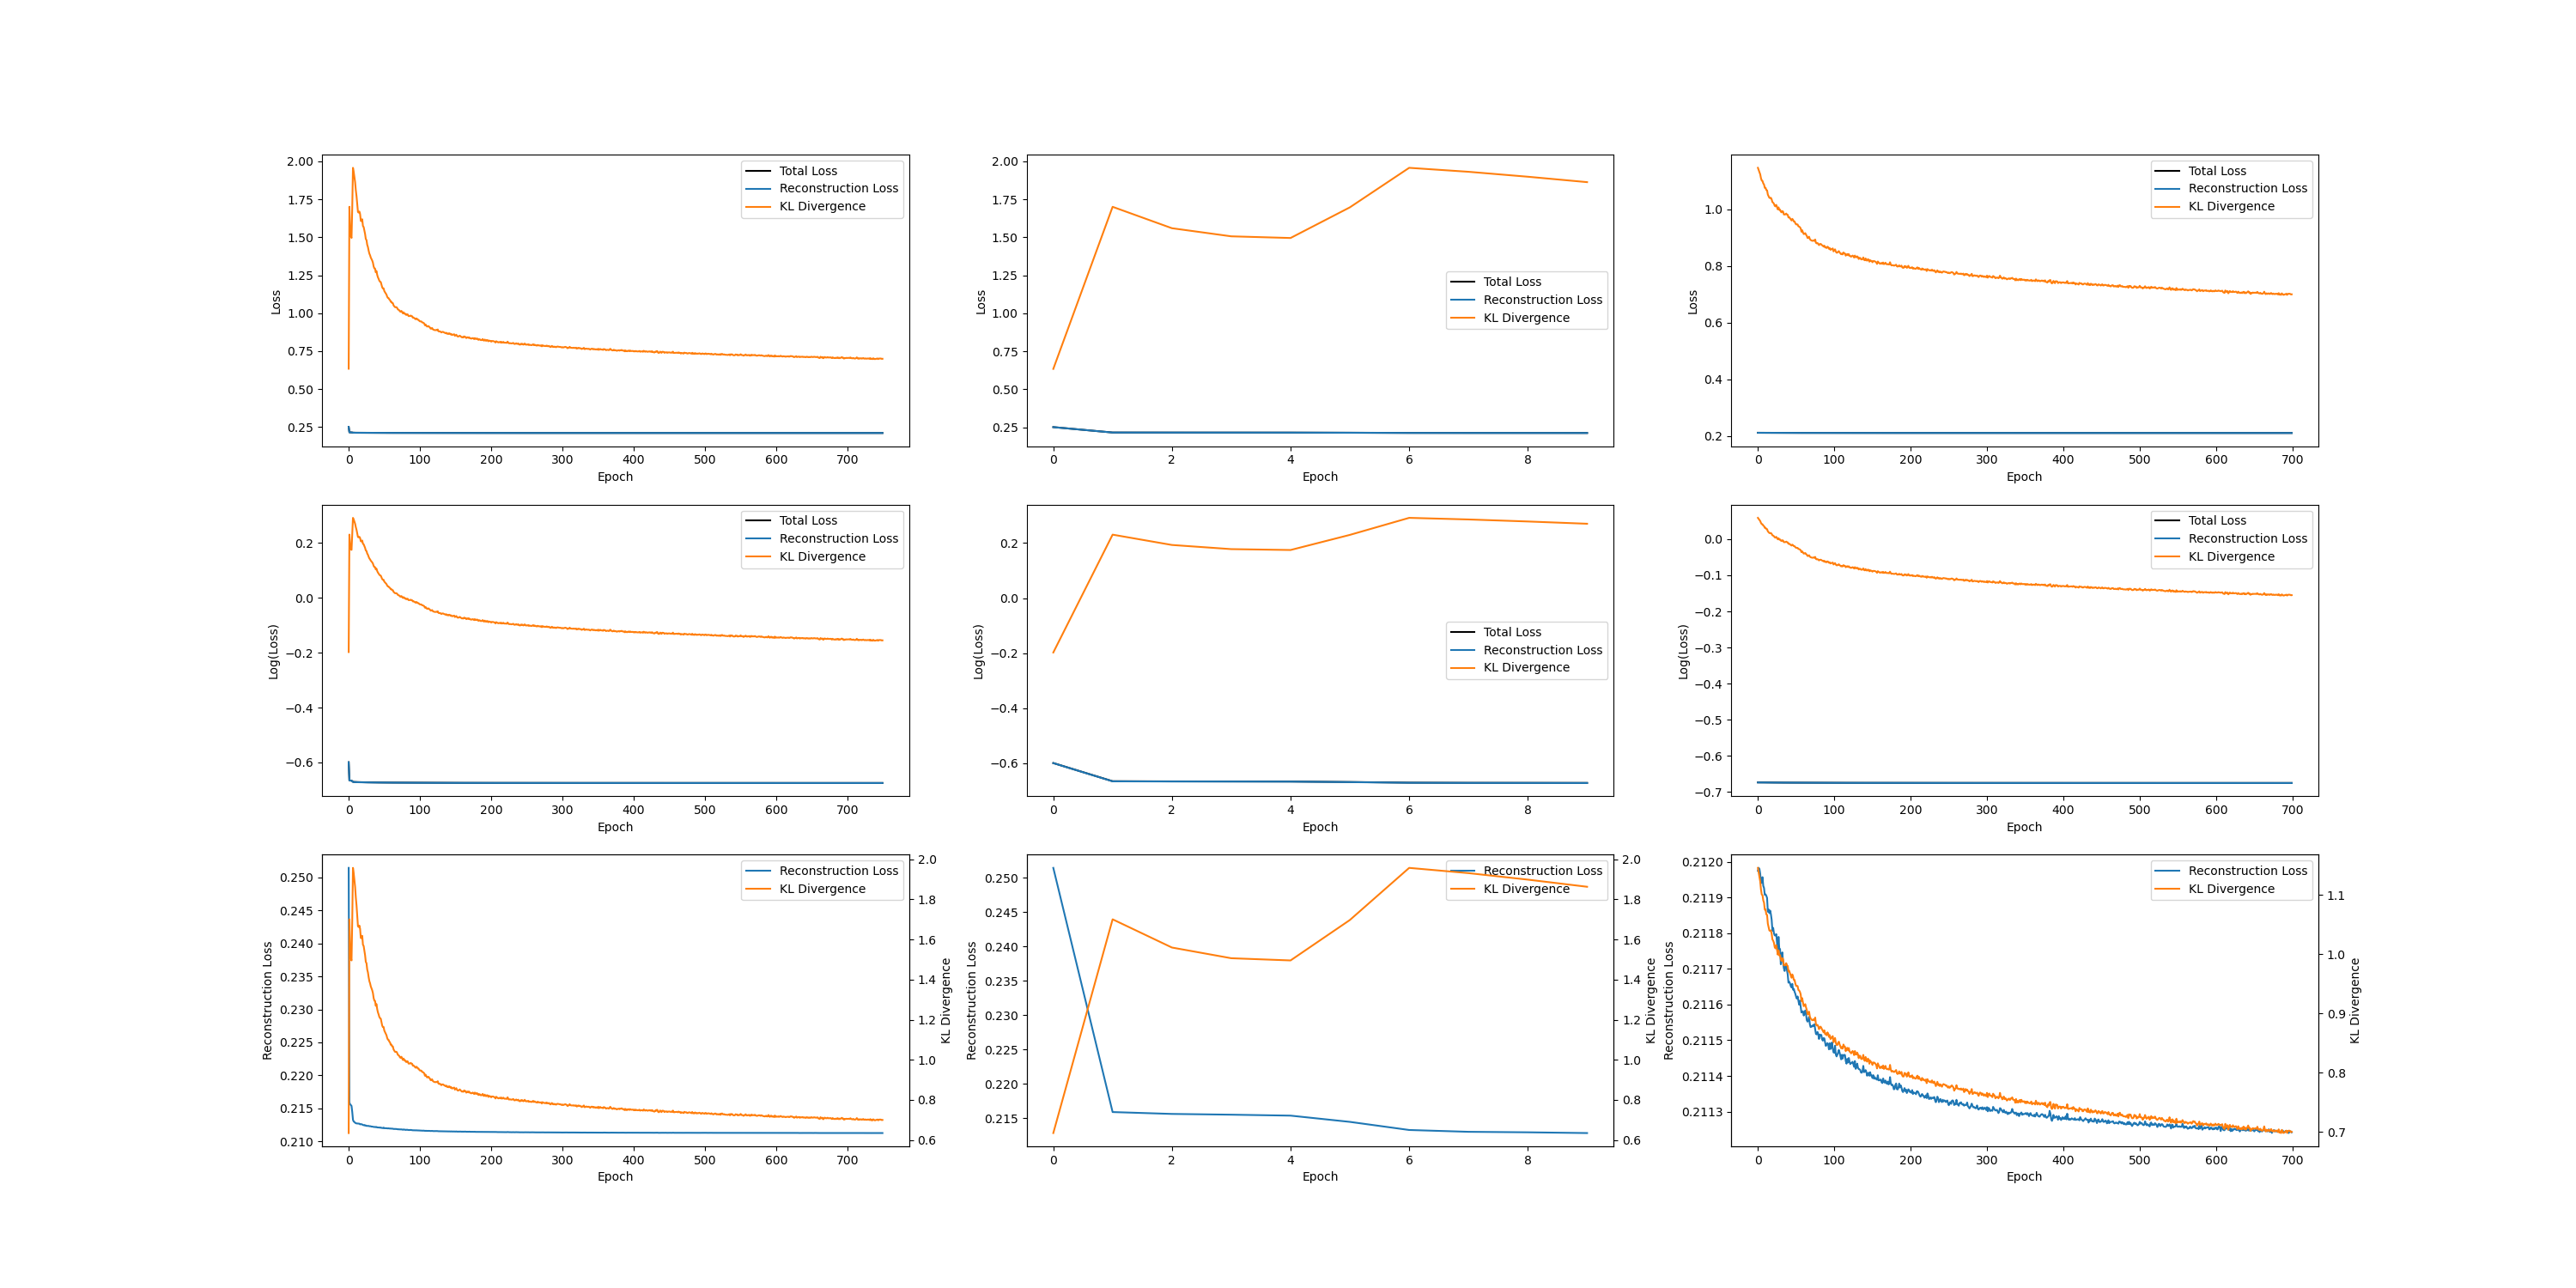 2.00
1.75
1.50
1.25
1.00
0.75
0.50
0.25
Loss
0 100 200 300 400 500 600 700
Epoch
Total Loss
Reconstruction Loss
KL Divergence
2.00
1.75
1.50
1.25
1.00
0.75
0.50
0.25
Loss
0 2 4 6 8
Epoch
Total Loss
Reconstruction Loss
KL Divergence
1.0
0.8
0.6
0.4
0.2
Loss
0 100 200 300 400 500 600 700
Epoch
Total Loss
Reconstruction Loss
KL Divergence
0.2
0.0
−0.2
−0.4
−0.6
Log(Loss)
0 100 200 300 400 500 600 700
Epoch
Total Loss
Reconstruction Loss
KL Divergence
0.2
0.0
−0.2
−0.4
−0.6
Log(Loss)
0 2 4 6 8
Epoch
Total Loss
Reconstruction Loss
KL Divergence
0.0
−0.1
−0.2
−0.3
−0.4
−0.5
−0.6
−0.7
Log(Loss)
0 100 200 300 400 500 600 700
Epoch
Total Loss
Reconstruction Loss
KL Divergence
0.250
0.245
0.240
0.235
0.230
0.225
0.220
0.215
0.210
Reconstruction Loss
0 100 200 300 400 500 600 700
Epoch
Reconstruction Loss
KL Divergence
2.0
1.8
1.6
1.4
1.2
1.0
0.8
0.6
KL Divergence
0.250
0.245
0.240
0.235
0.230
0.225
0.220
0.215
Reconstruction Loss
0 2 4 6 8
Epoch
Reconstruction Loss
KL Divergence
2.0
1.8
1.6
1.4
1.2
1.0
0.8
0.6
KL Divergence
0.2120
0.2119
0.2118
0.2117
0.2116
0.2115
0.2114
0.2113
Reconstruction Loss
0 100 200 300 400 500 600 700
Epoch
Reconstruction Loss
KL Divergence
1.1
1.0
0.9
0.8
0.7
KL Divergence